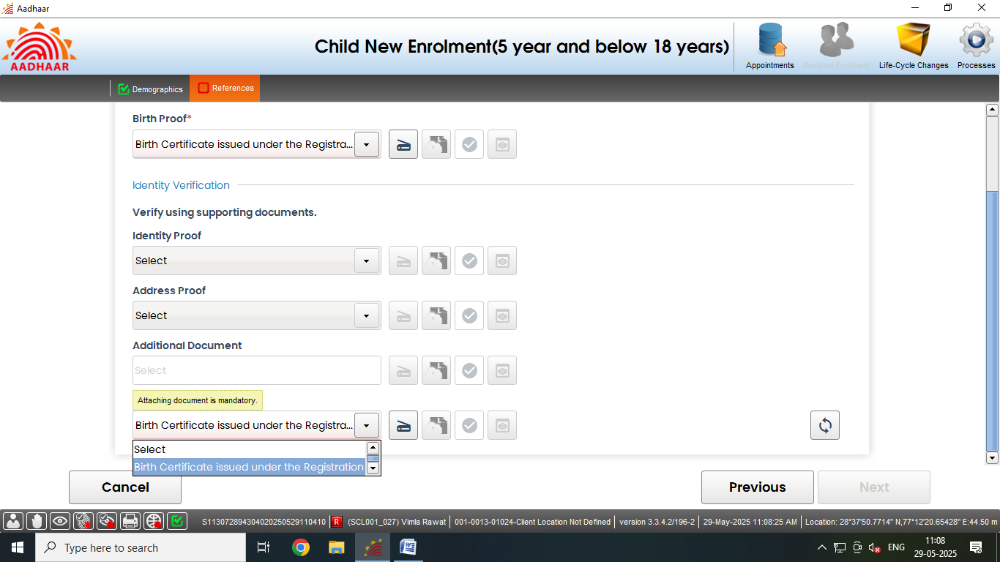 Aadhaar
AADHAAR
Child New Enrolment(5 year and below 18 years)
Appointments
Resident Enrolment
Life-Cycle Changes
Processes
Demographics
References
Birth Proof*
Birth Certificate issued under the Registra...
Identity Verification
Verify using supporting documents.
Identity Proof
Select
Address Proof
Select
Additional Document
Select
Attaching document is mandatory.
Birth Certificate issued under the Registra...
Select
Birth Certificate issued under the Registration
Cancel
Previous
Next
S113072894304020250529110410 R (SCL001_027) Vimla Rawat 001-0013-01024-Client Location Not Defined version 3.3.4.2/196-2 29-May-2025 11:08:25 AM Location: 28°37'50.7714" N,77°12'20.65428" E:44.50 m
Type here to search
ENG
11:08
29-05-2025